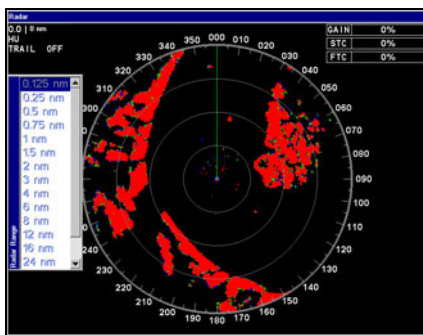 Radar
0.0 | 0 nm
HU
TRAIL OFF
GAIN 0%
STC 0%
FTC 0%
0.125 nm
0.25 nm
0.5 nm
0.75 nm
1 nm
1.5 nm
2 nm
3 nm
4 nm
6 nm
8 nm
12 nm
16 nm
24 nm
Radar Range
000
010
020
030
040
050
060
070
080
090
100
110
120
130
140
150
160
170
180
190
200
210
220
230
240
300
310
320
330
340
350